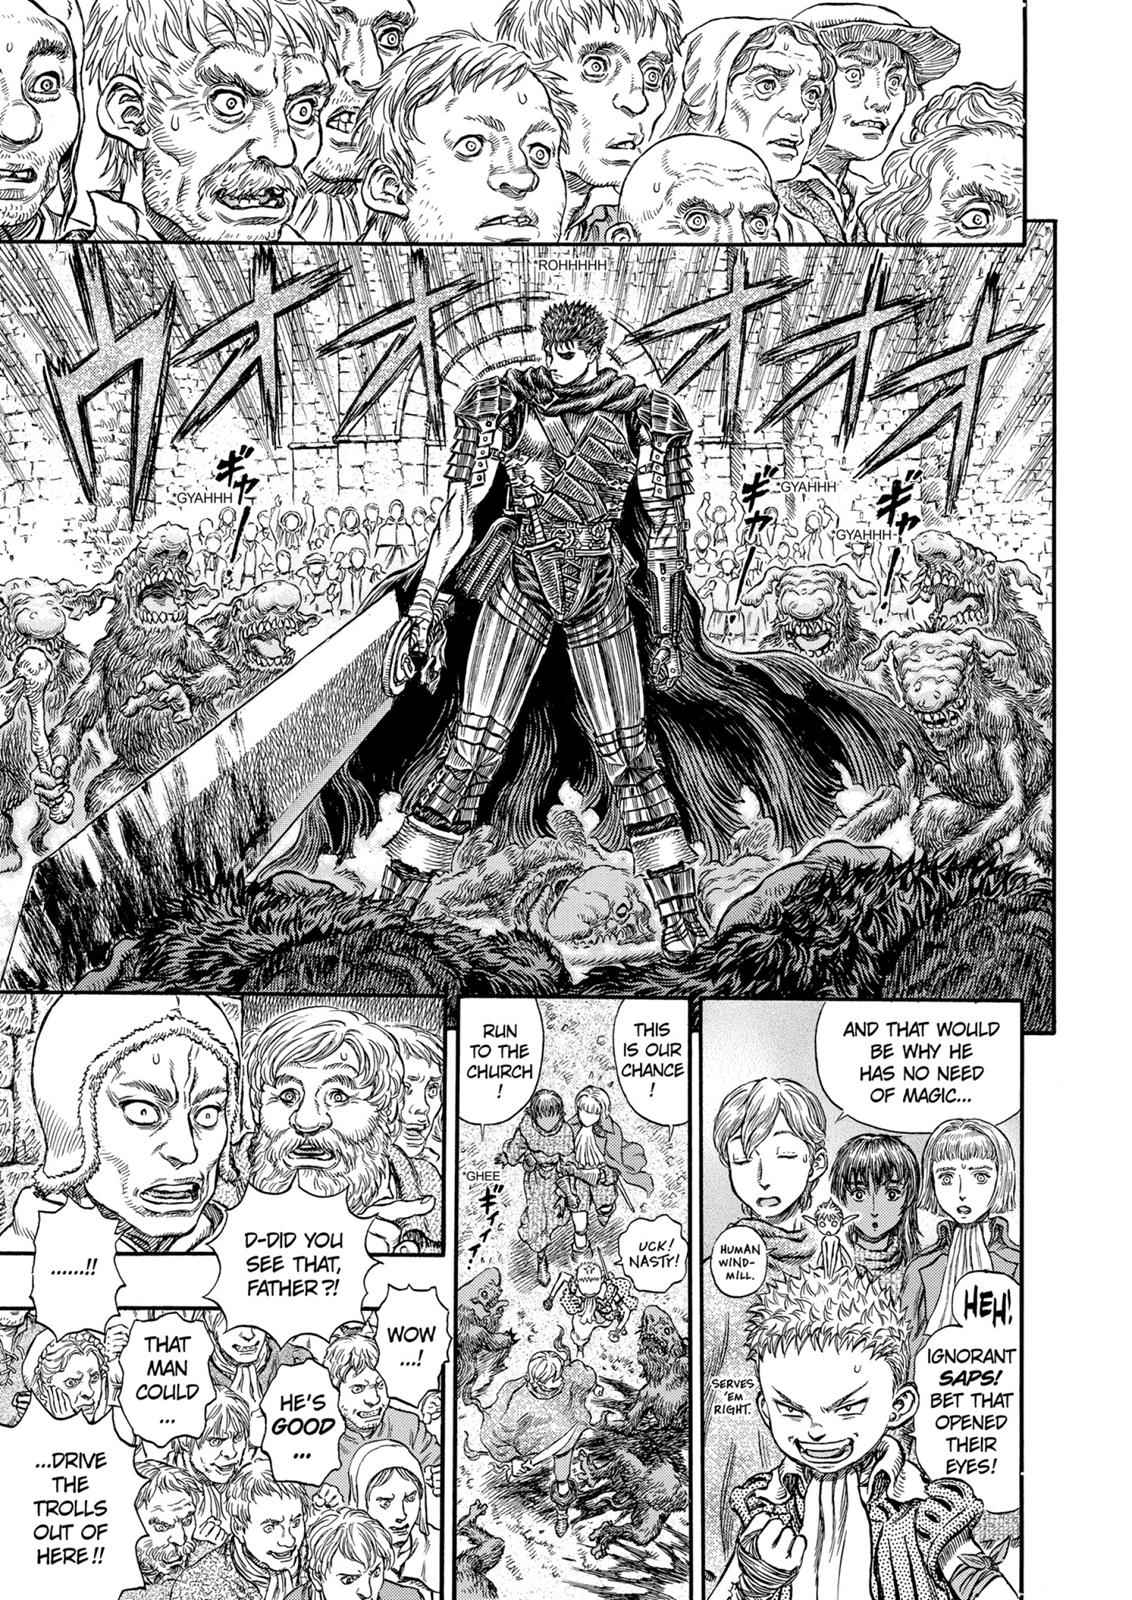 *ROHHHHH
ウオオオオオオ
ギャー
*GYAHHH
ギャー
*GYAHHH
ギャー
*GYAHHH
AND THAT WOULD
BE WHY HE
HAS NO NEED
OF MAGIC...
HUMAN
WIND-
MILL.
HEH!
IGNORANT
SAPS!
BET THAT
OPENED
THEIR
EYES!
SERVES
'EM
RIGHT.
THIS
IS OUR
CHANCE
!
RUN
TO THE
CHURCH
!
*GHEE
ギィィ
UCK!
NASTY!
D-DID YOU
SEE THAT,
FATHER?!
......!!
WOW
...!
HE'S
GOOD
...
THAT
MAN
COULD
...
...DRIVE
THE
TROLLS
OUT OF
HERE!!